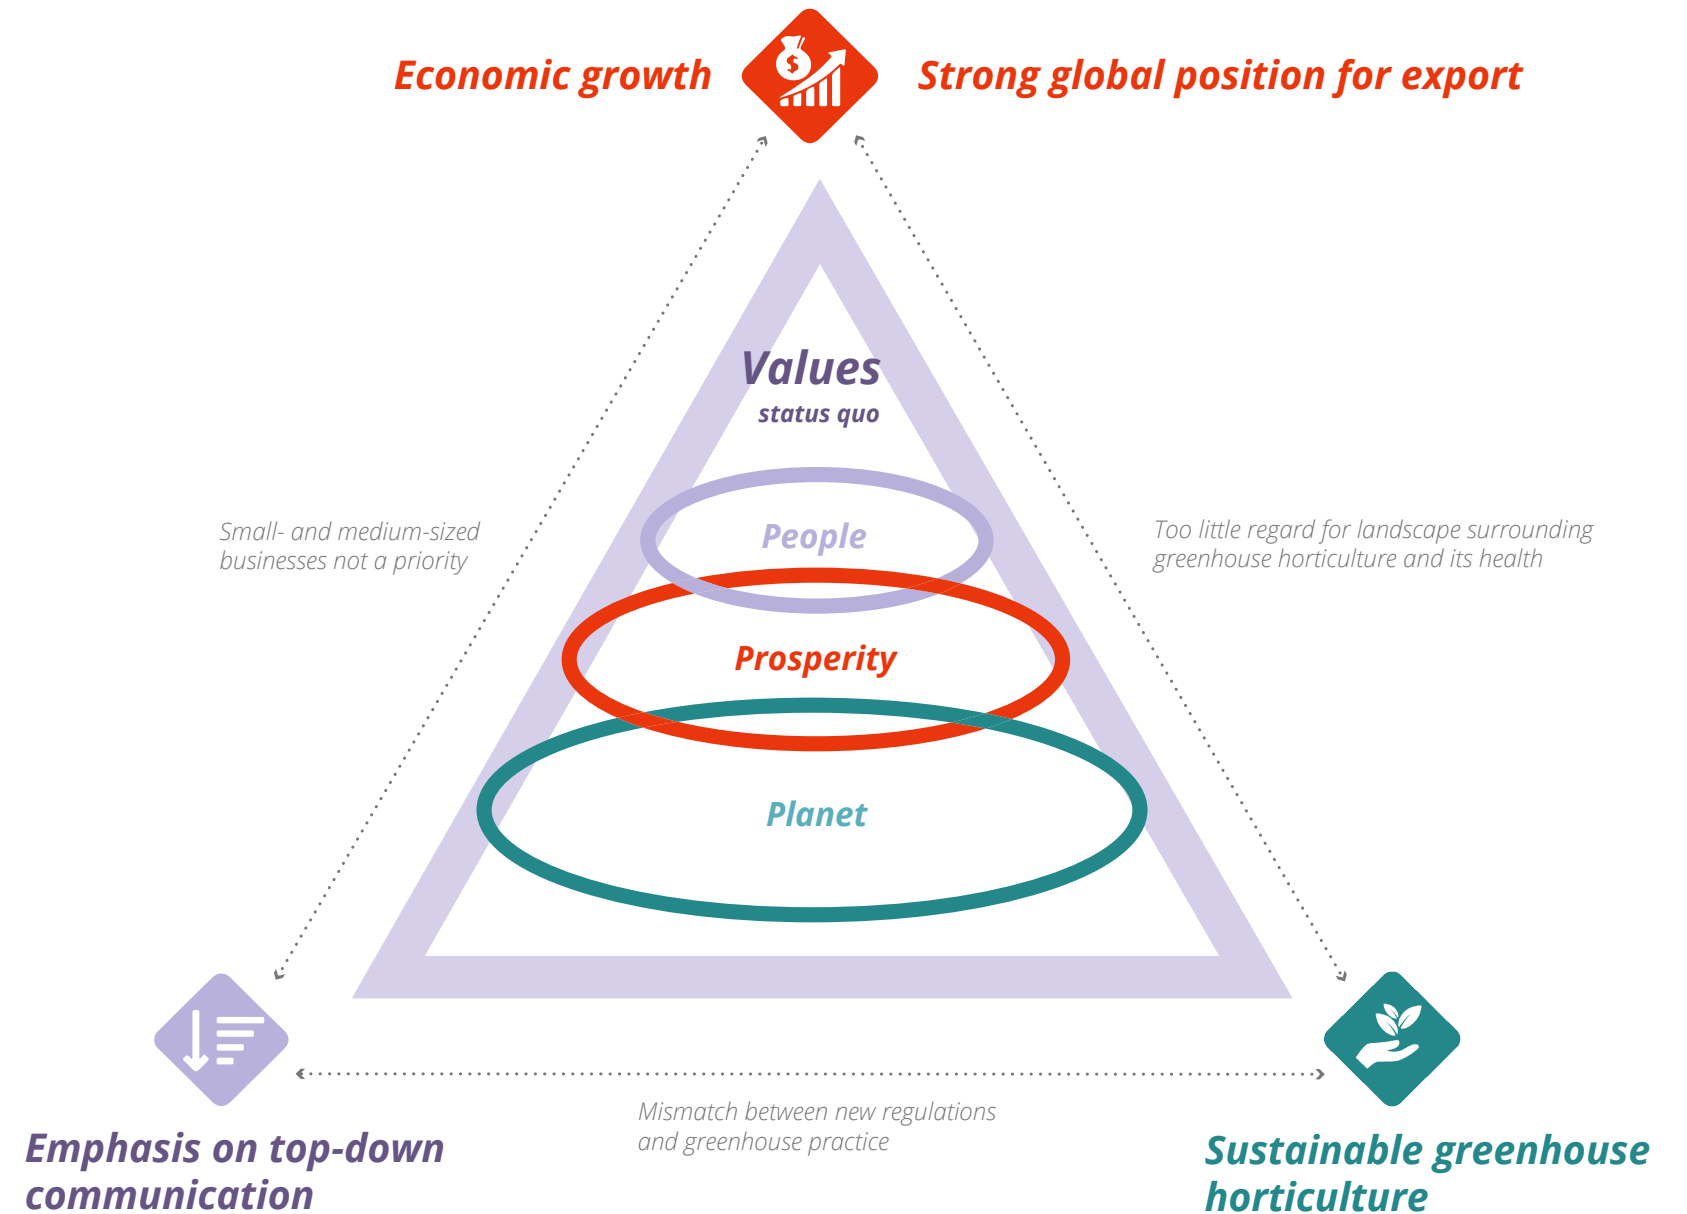 Economic growth
Strong global position for export
Values
status quo
People
Small- and medium-sized
businesses not a priority
Too little regard for landscape surrounding
greenhouse horticulture and its health
Prosperity
Planet
Mismatch between new regulations
and greenhouse practice
Emphasis on top-down
communication
Sustainable greenhouse
horticulture